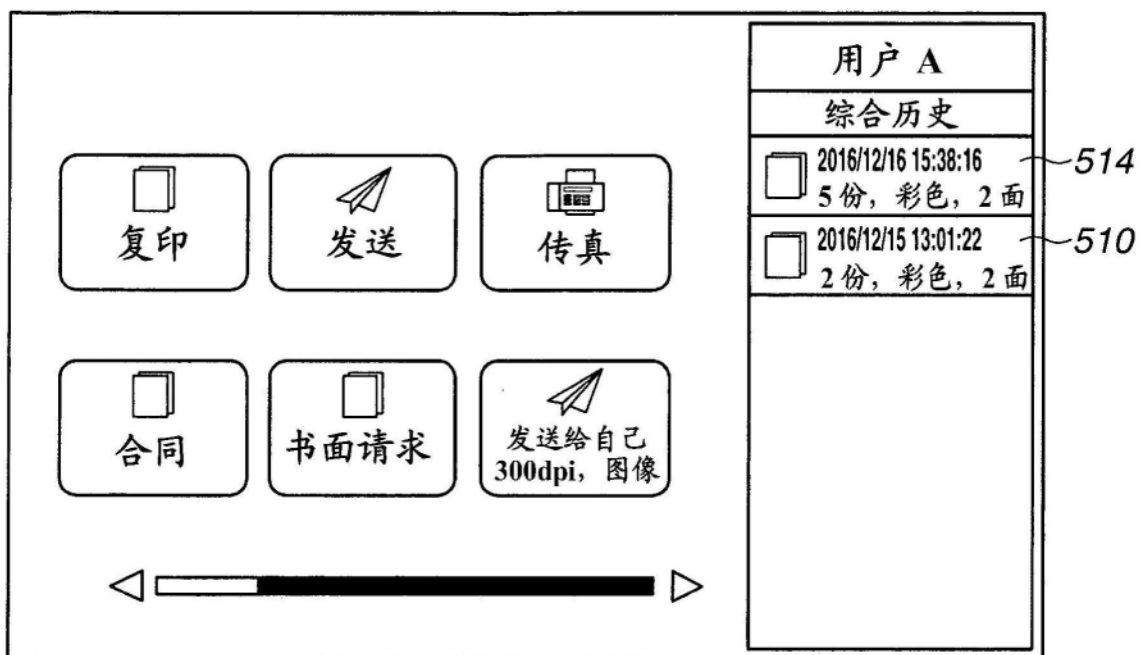 用户 A
综合历史
2016/12/16 15:38:16
5 份，彩色，2 面
514
2016/12/15 13:01:22
2 份，彩色，2 面
510
复印
发送
传真
合同
书面请求
发送给自己
300dpi，图像